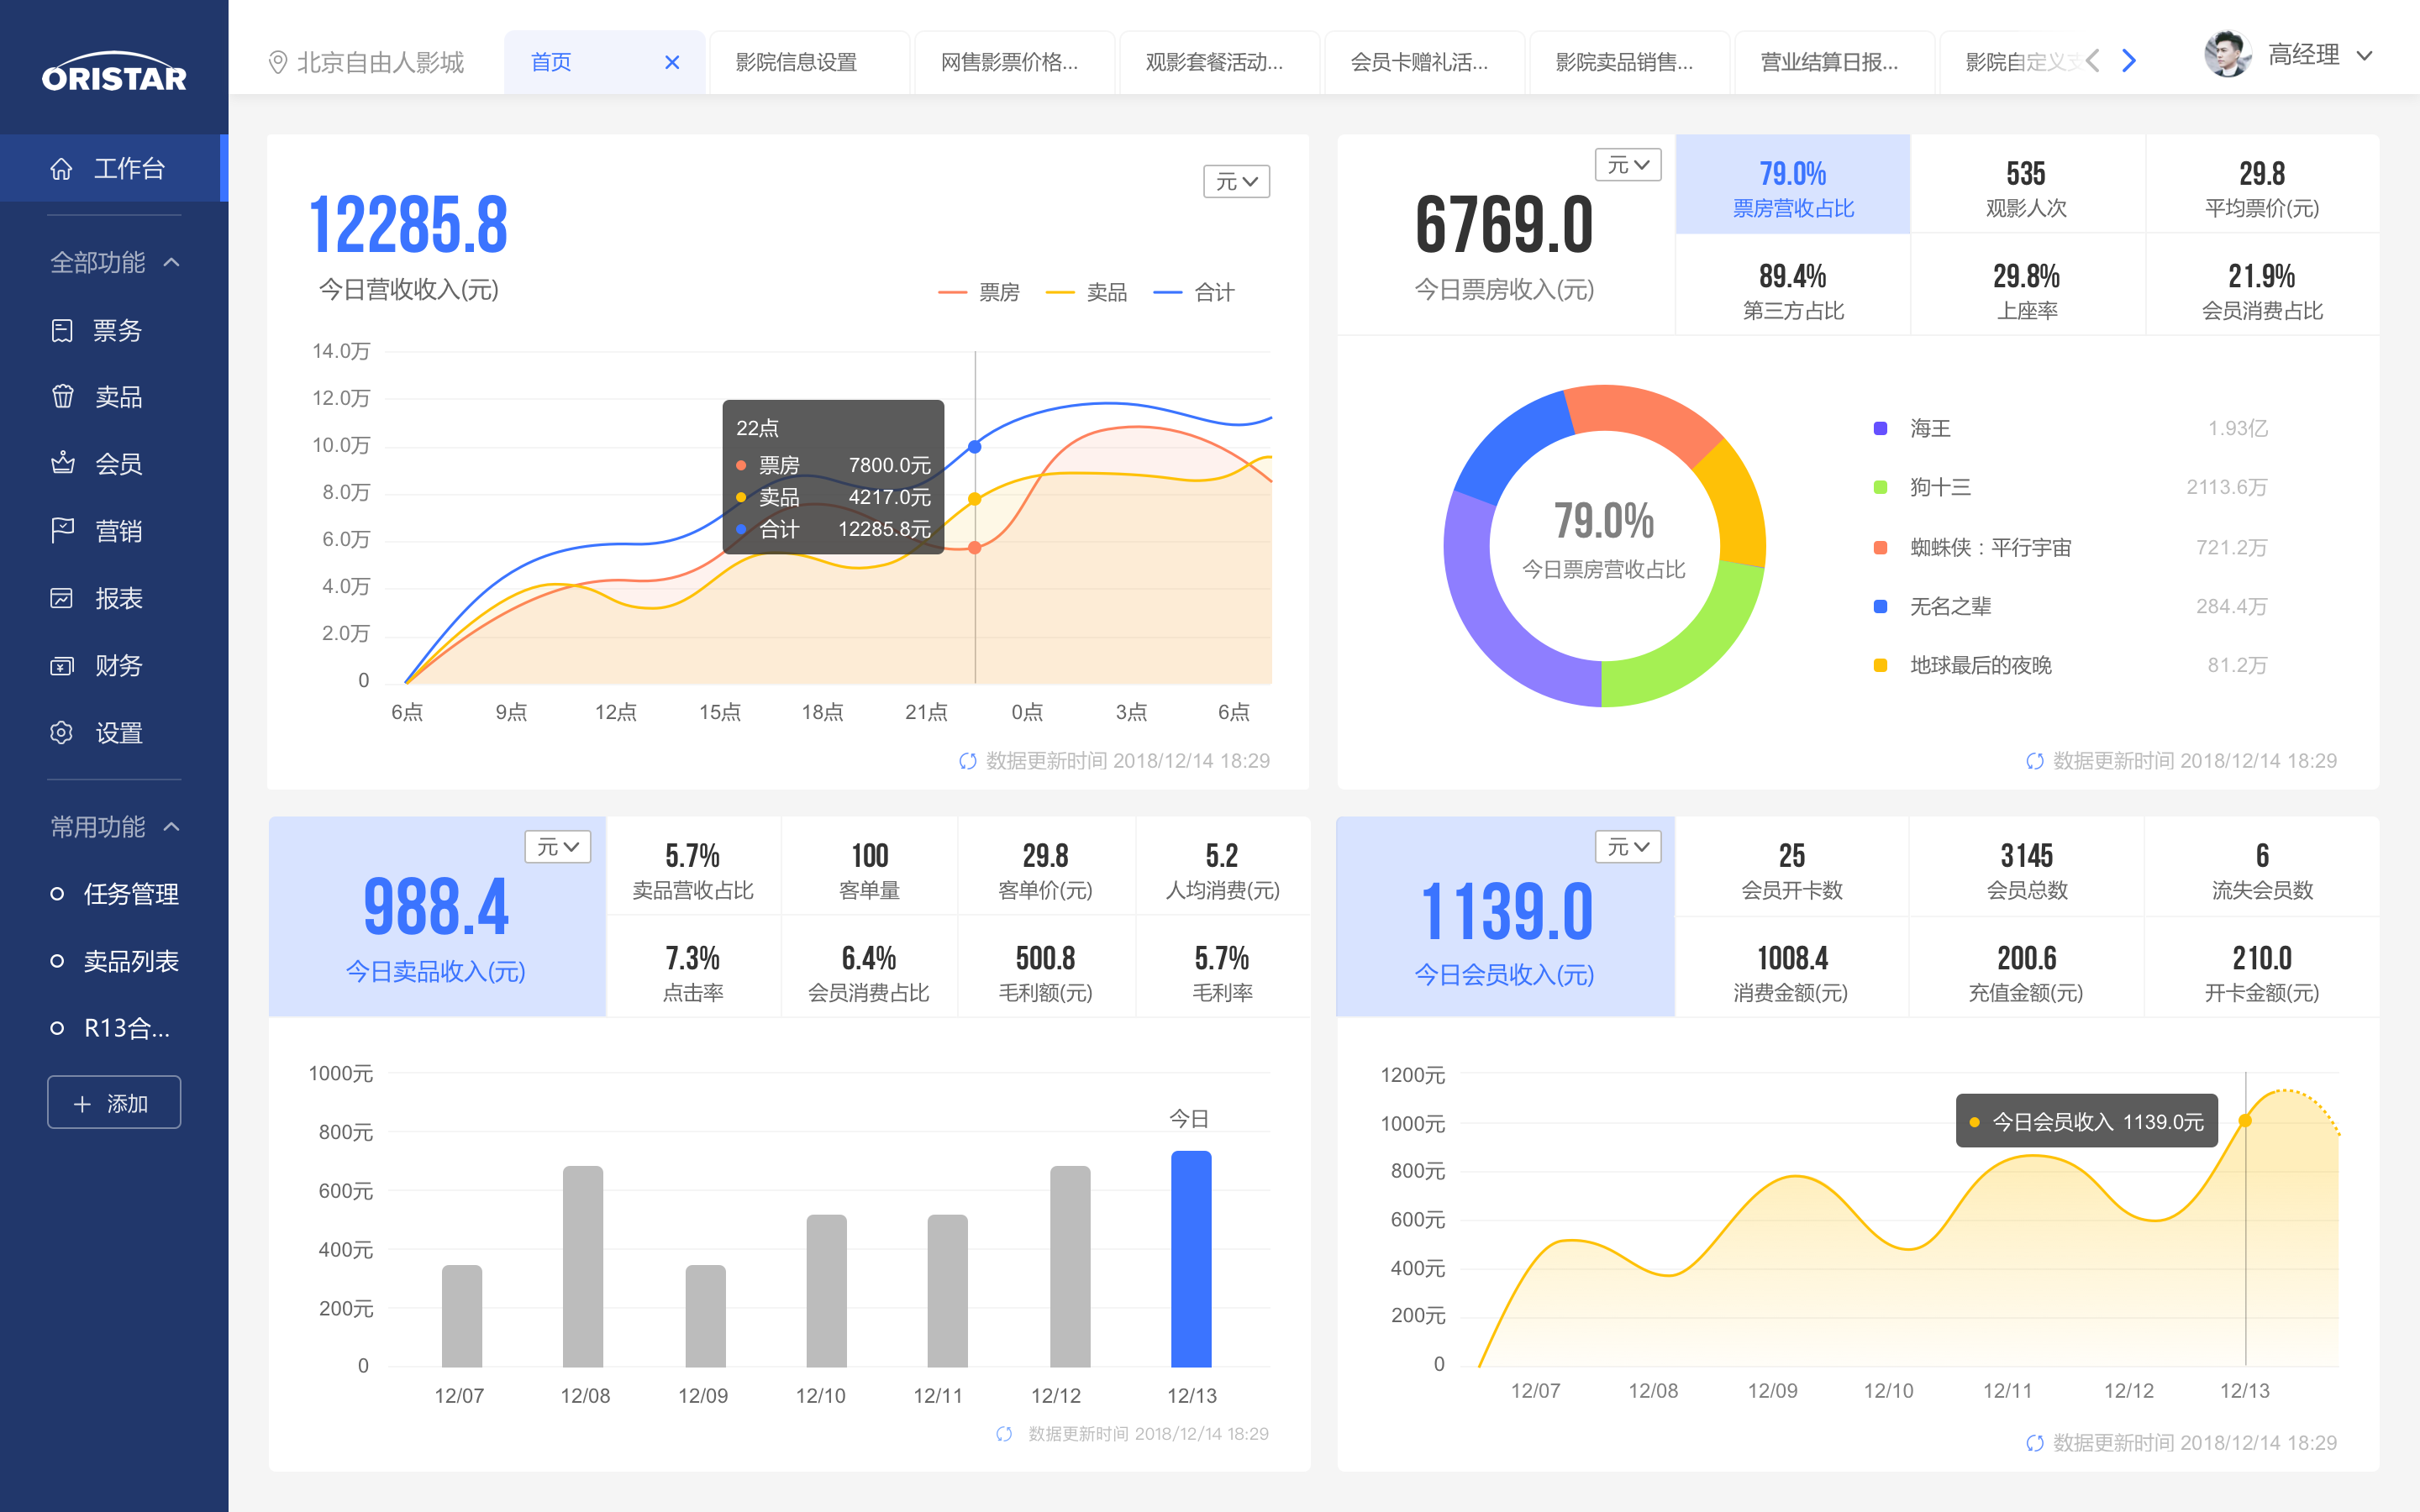 ORISTAR
工作台
全部功能
票务
卖品
会员
营销
报表
财务
设置
常用功能
任务管理
卖品列表
R13合...
添加
北京自由人影城
首页
影院信息设置
网售影票价格...
观影套餐活动...
会员卡赠礼活...
影院卖品销售...
营业结算日报...
影院自定义支
高经理
元
12285.8
今日营收收入(元)
票房 卖品 合计
14.0万
12.0万
10.0万
8.0万
6.0万
4.0万
2.0万
0
22点
票房 7800.0元
卖品 4217.0元
合计 12285.8元
6点 9点 12点 15点 18点 21点 0点 3点 6点
数据更新时间 2018/12/14 18:29
元
6769.0
今日票房收入(元)
79.0%
票房营收占比
535
观影人次
29.8
平均票价(元)
89.4%
第三方占比
29.8%
上座率
21.9%
会员消费占比
79.0%
今日票房营收占比
海王 1.93亿
狗十三 2113.6万
蜘蛛侠：平行宇宙 721.2万
无名之辈 284.4万
地球最后的夜晚 81.2万
数据更新时间 2018/12/14 18:29
元
988.4
今日卖品收入(元)
5.7%
卖品营收占比
100
客单量
29.8
客单价(元)
5.2
人均消费(元)
7.3%
点击率
6.4%
会员消费占比
500.8
毛利额(元)
5.7%
毛利率
1000元
800元
600元
400元
200元
0
今日
12/07 12/08 12/09 12/10 12/11 12/12 12/13
数据更新时间 2018/12/14 18:29
元
1139.0
今日会员收入(元)
25
会员开卡数
3145
会员总数
6
流失会员数
1008.4
消费金额(元)
200.6
充值金额(元)
210.0
开卡金额(元)
1200元
1000元
800元
600元
400元
200元
0
今日会员收入 1139.0元
12/07 12/08 12/09 12/10 12/11 12/12 12/13
数据更新时间 2018/12/14 18:29